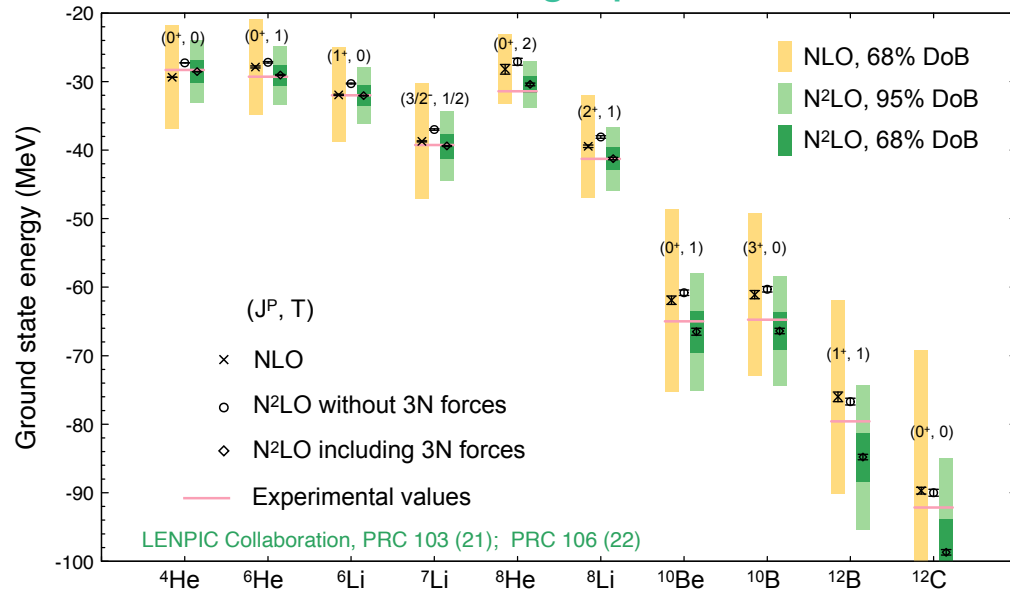 -20
-30
-40
-50
-60
-70
-80
-90
-100
Ground state energy (MeV)
(0⁺, 0)
(0⁺, 1)
(1⁺, 0)
(3/2⁻, 1/2)
(0⁺, 2)
(2⁺, 1)
(0⁺, 1)
(3⁺, 0)
(1⁺, 1)
(0⁺, 0)
NLO, 68% DoB
N²LO, 95% DoB
N²LO, 68% DoB
(Jᴾ, T)
NLO
N²LO without 3N forces
N²LO including 3N forces
Experimental values
LENPIC Collaboration, PRC 103 (21); PRC 106 (22)
⁴He ⁶He ⁶Li ⁷Li ⁸He ⁸Li ¹⁰Be ¹⁰B ¹²B ¹²C